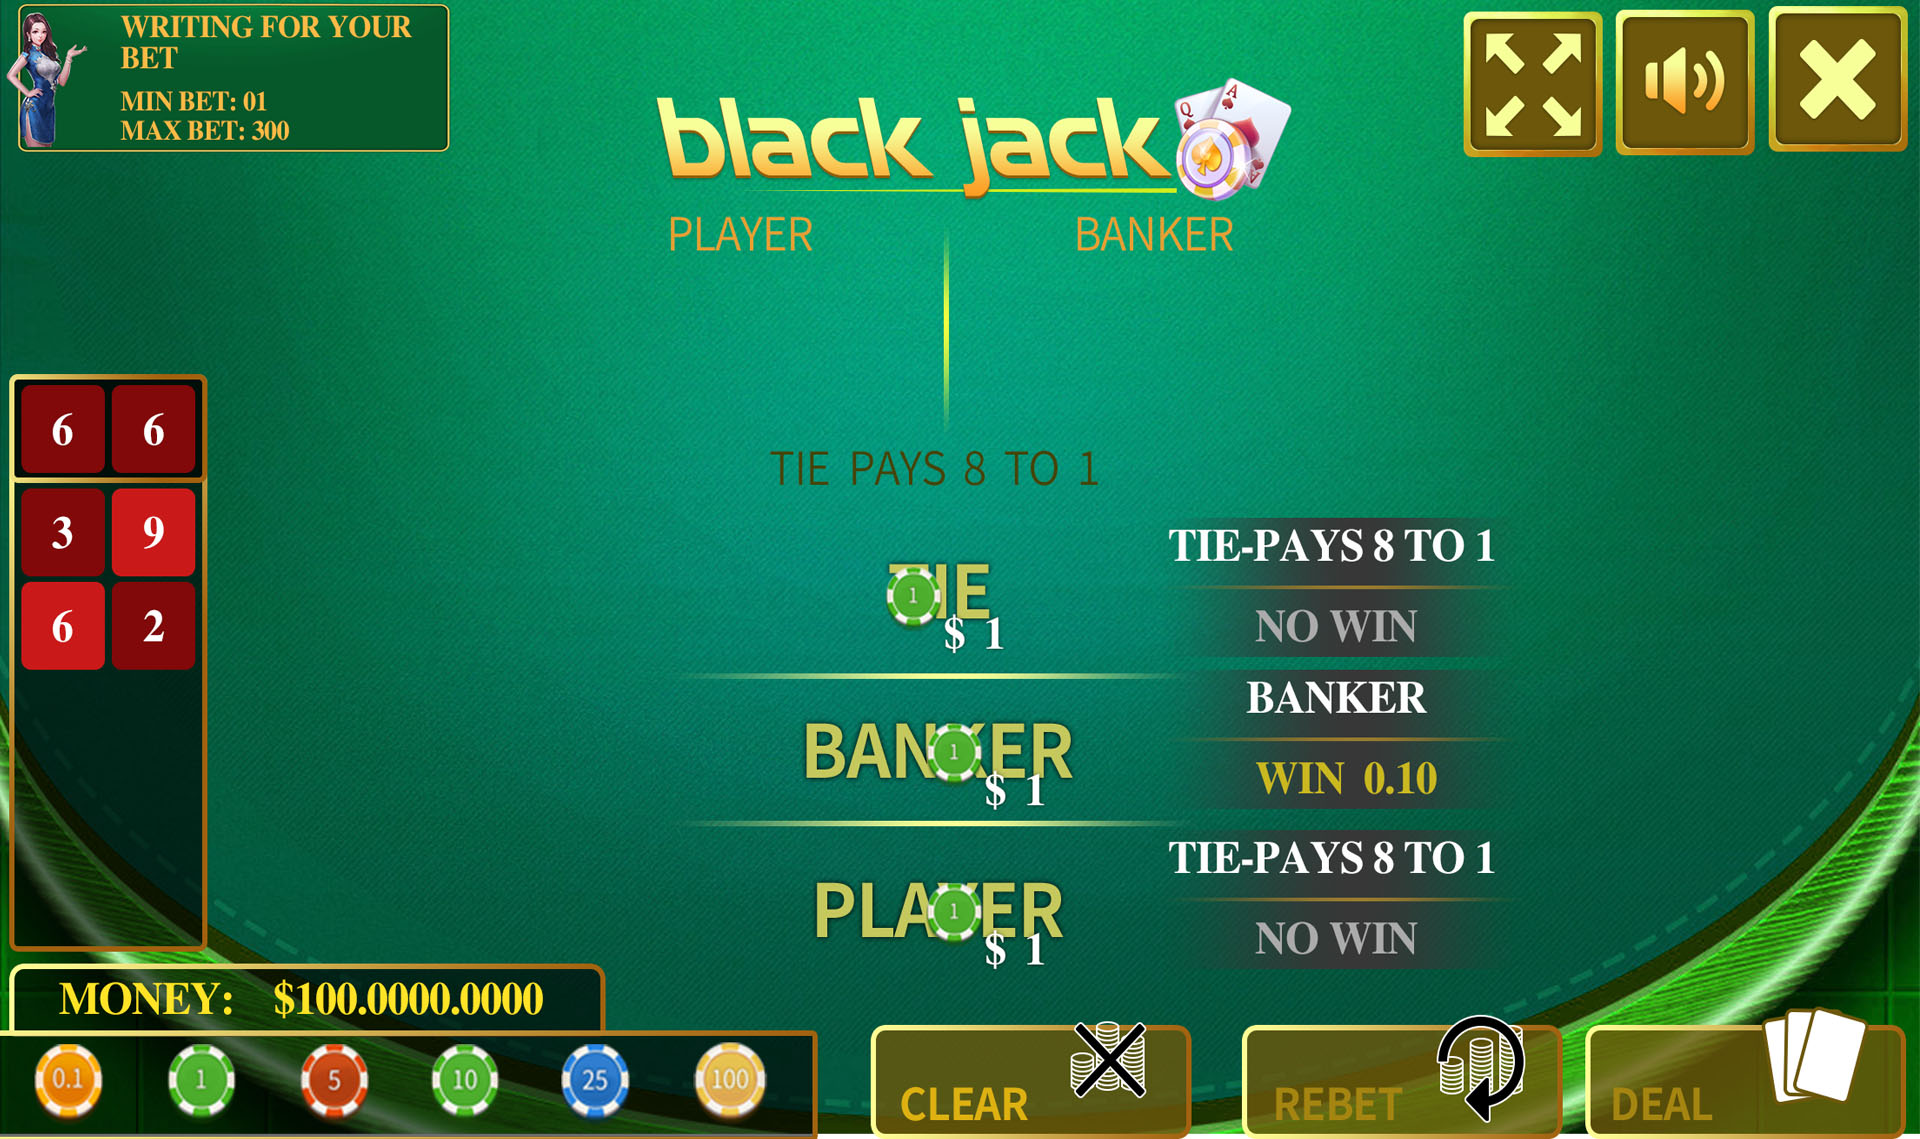 WRITING FOR YOUR
BET
MIN BET: 01
MAX BET: 300
black jack
Q
A
A
PLAYER
BANKER
6 6
3 9
6 2
TIE PAYS 8 TO 1
TIE
1
$ 1
TIE-PAYS 8 TO 1
NO WIN
BANKER
1
$ 1
BANKER
WIN 0.10
PLAYER
1
$ 1
TIE-PAYS 8 TO 1
NO WIN
MONEY: $100.0000.0000
0.1 1 5 10 25 100
CLEAR
REBET
DEAL